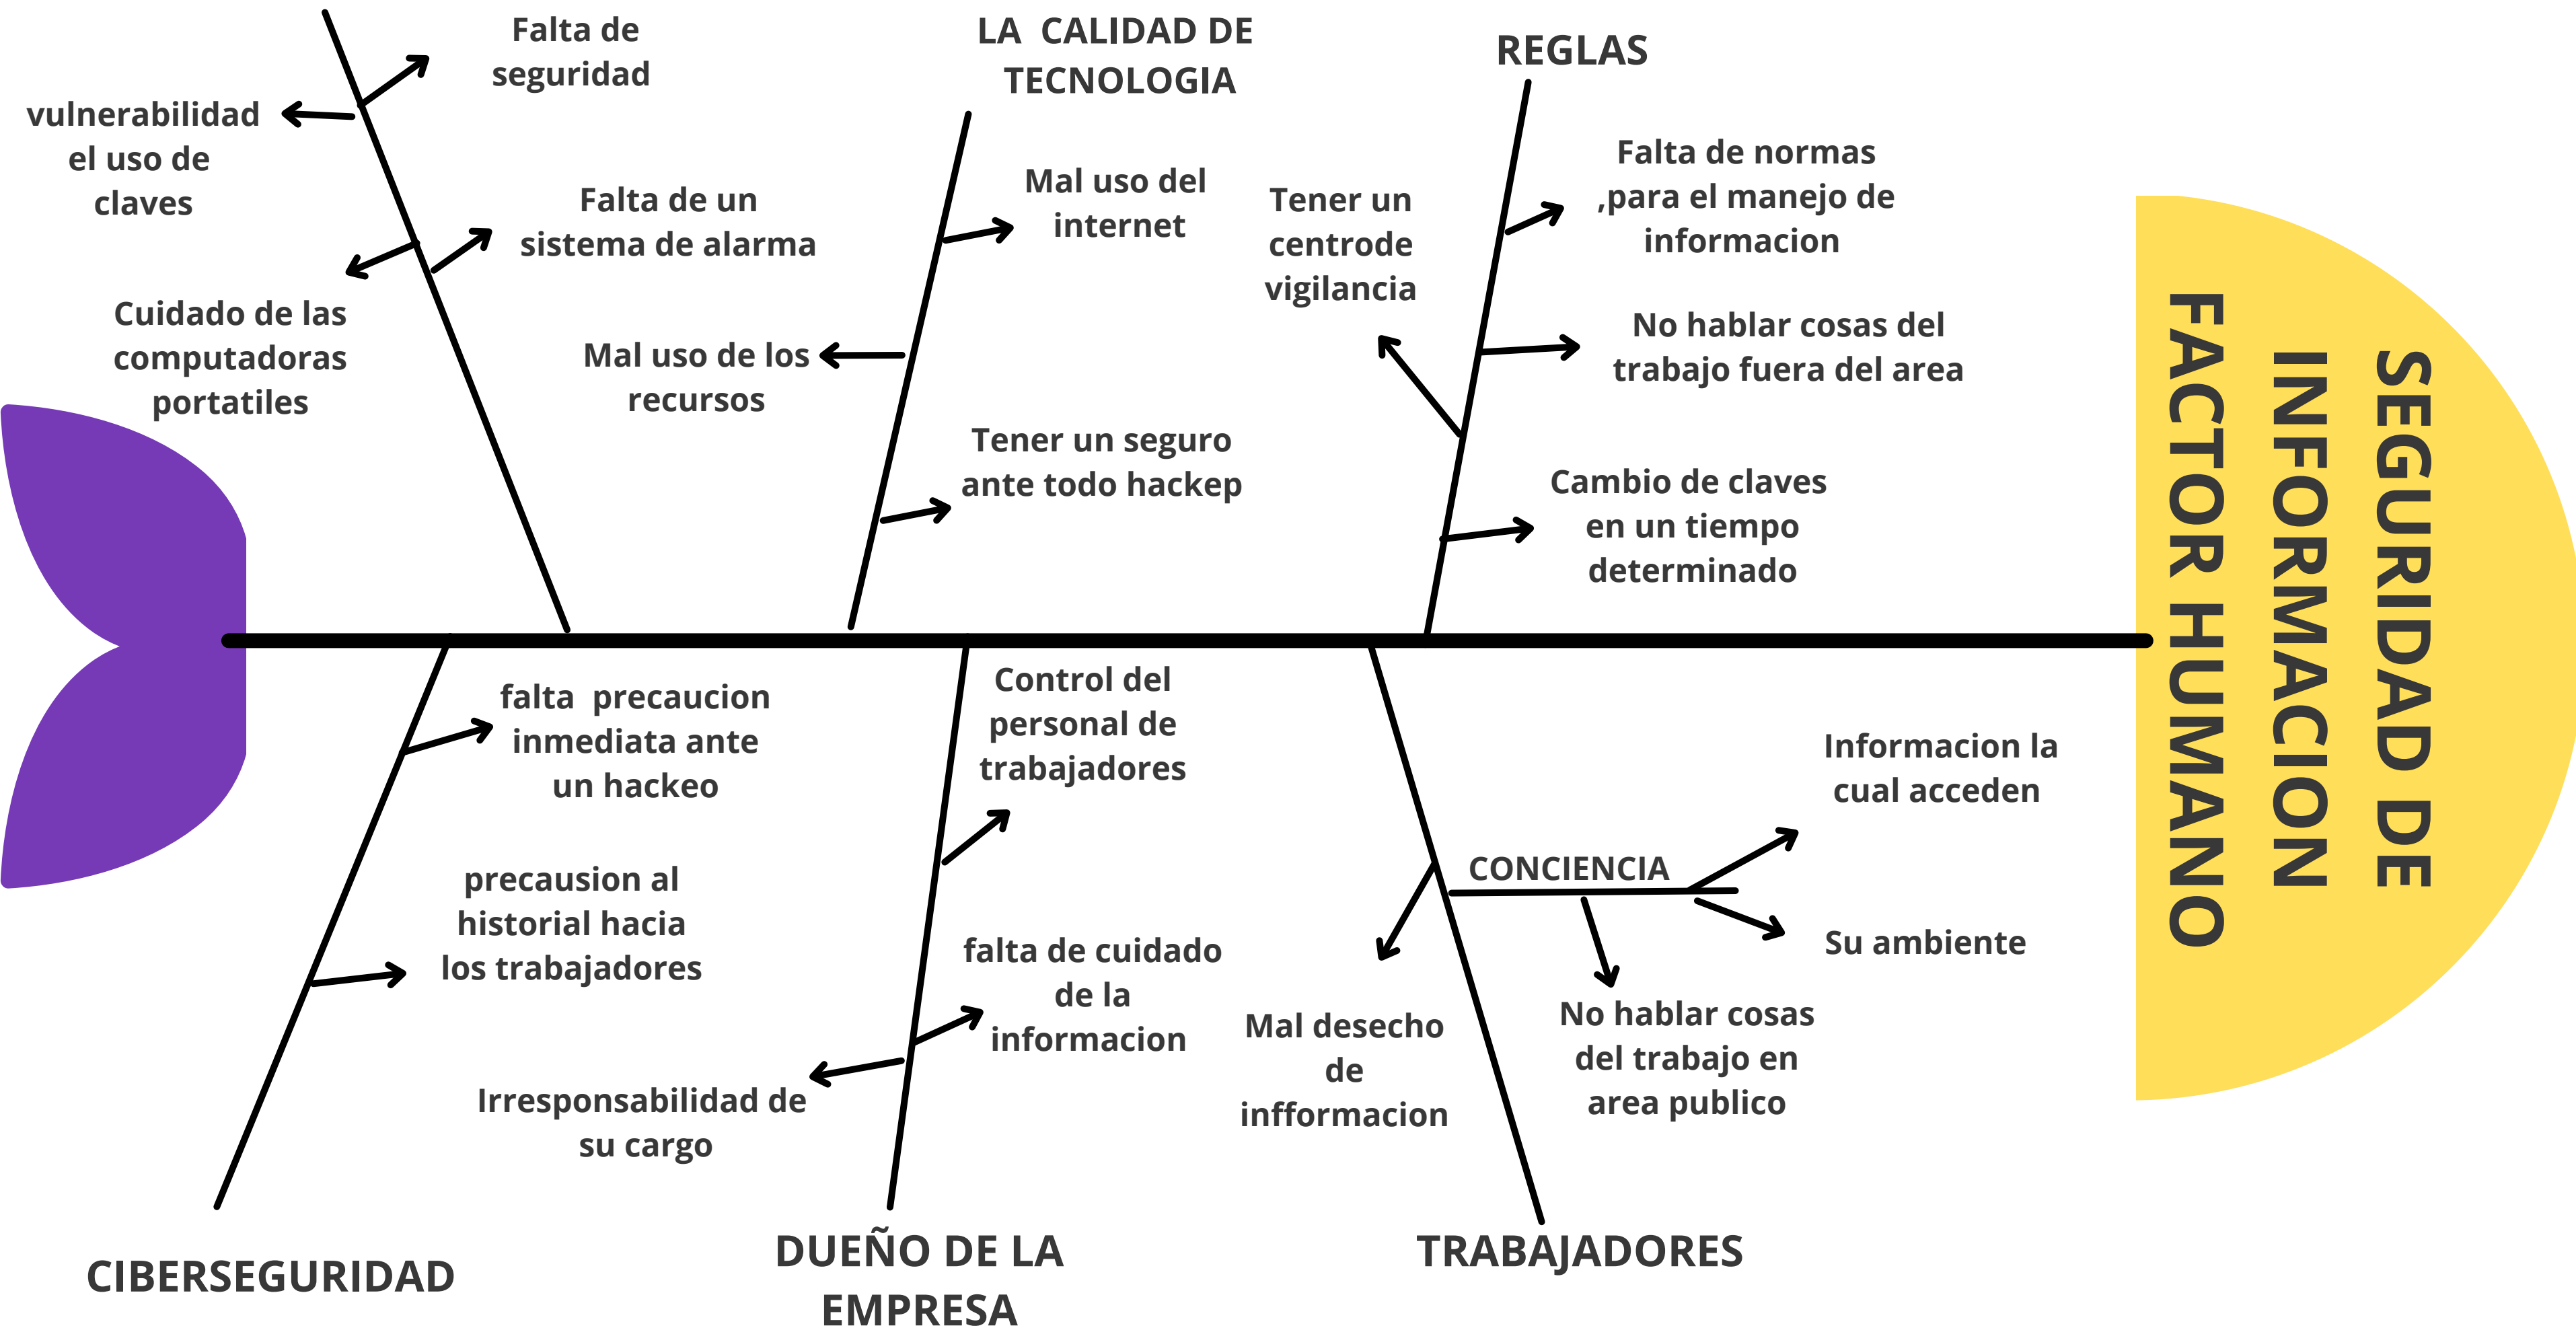 Falta de
seguridad
vulnerabilidad
el uso de
claves
Falta de un
sistema de alarma
Cuidado de las
computadoras
portatiles
LA CALIDAD DE
TECNOLOGIA
Mal uso del
internet
Mal uso de los
recursos
Tener un seguro
ante todo hackep
REGLAS
Tener un
centrode
vigilancia
Falta de normas
,para el manejo de
informacion
No hablar cosas del
trabajo fuera del area
Cambio de claves
en un tiempo
determinado
SEGURIDAD DE
INFORMACION
FACTOR HUMANO
falta precaucion
inmediata ante
un hackeo
precausion al
historial hacia
los trabajadores
CIBERSEGURIDAD
Control del
personal de
trabajadores
falta de cuidado
de la
informacion
Irresponsabilidad de
su cargo
DUEÑO DE LA
EMPRESA
CONCIENCIA
Informacion la
cual acceden
Su ambiente
No hablar cosas
del trabajo en
area publico
Mal desecho
de
infformacion
TRABAJADORES